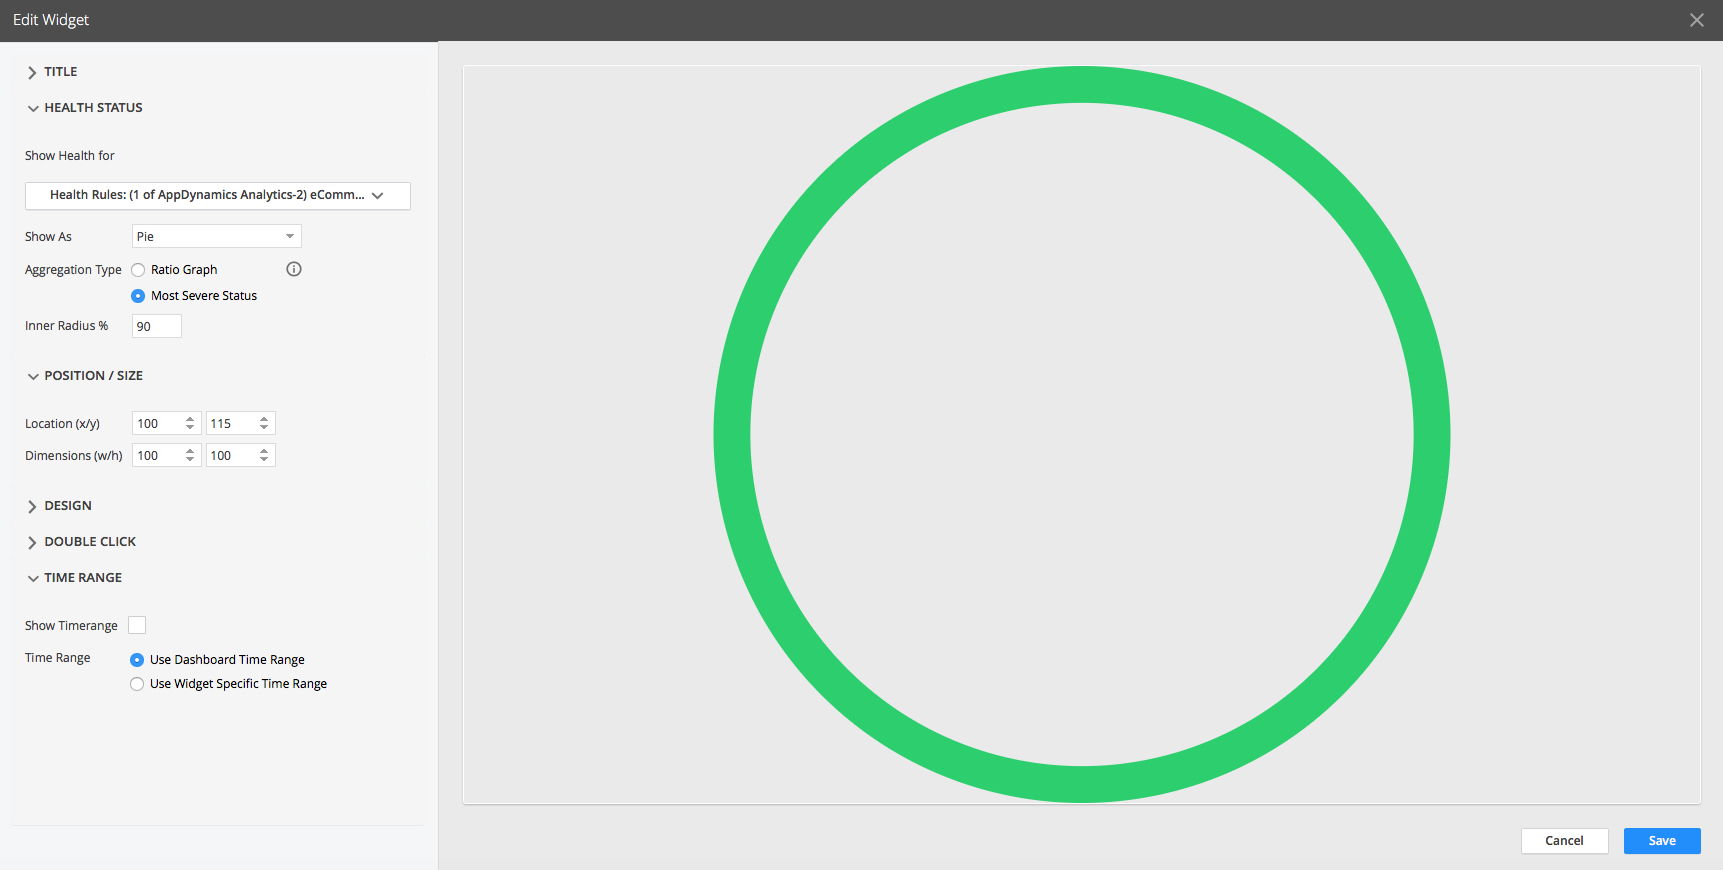 Edit Widget
TITLE
HEALTH STATUS
Show Health for
Health Rules: (1 of AppDynamics Analytics-2) eComm...
Show As Pie
Aggregation Type Ratio Graph
Most Severe Status
Inner Radius % 90
POSITION / SIZE
Location (x/y) 100 115
Dimensions (w/h) 100 100
DESIGN
DOUBLE CLICK
TIME RANGE
Show Timerange
Time Range Use Dashboard Time Range
Use Widget Specific Time Range
Cancel Save